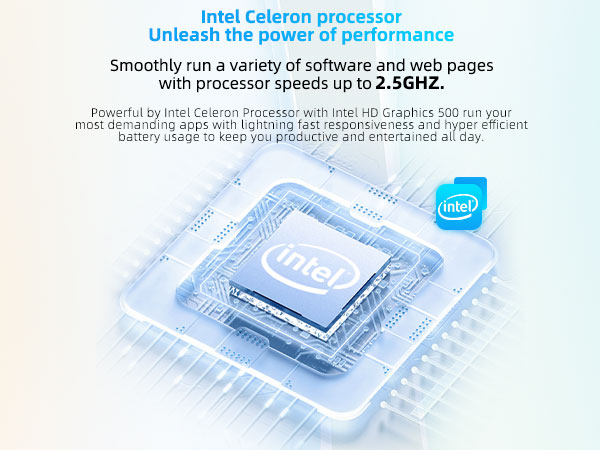 Intel Celeron processor
Unleash the power of performance
Smoothly run a variety of software and web pages
with processor speeds up to 2.5GHZ.
Powerful by Intel Celeron Processor with Intel HD Graphics 500 run your
most demanding apps with lightning fast responsiveness and hyper efficient
battery usage to keep you productive and entertained all day.
intel
intel